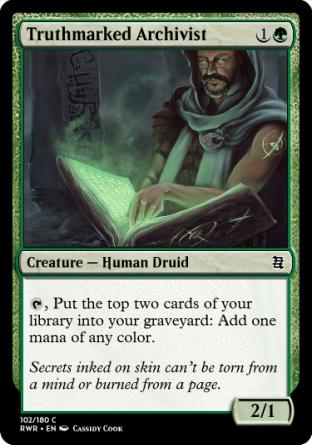 Truthmarked Archivist 1
Creature — Human Druid
, Put the top two cards of your
library into your graveyard: Add one
mana of any color.
Secrets inked on skin can't be torn from
a mind or burned from a page.
2/1
102/180 C
RWR • EN Cassidy Cook